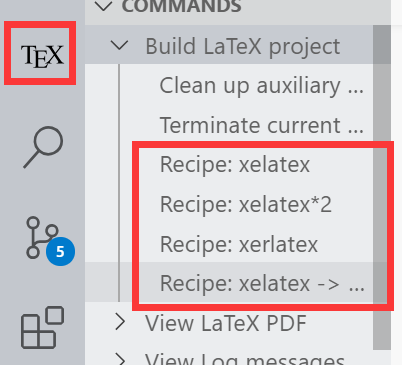 COMMANDS
TEX
Build LaTeX project
Clean up auxiliary ...
Terminate current ...
Recipe: xelatex
Recipe: xelatex*2
Recipe: xerlatex
5
Recipe: xelatex -> ...
View LaTeX PDF
View Log messages